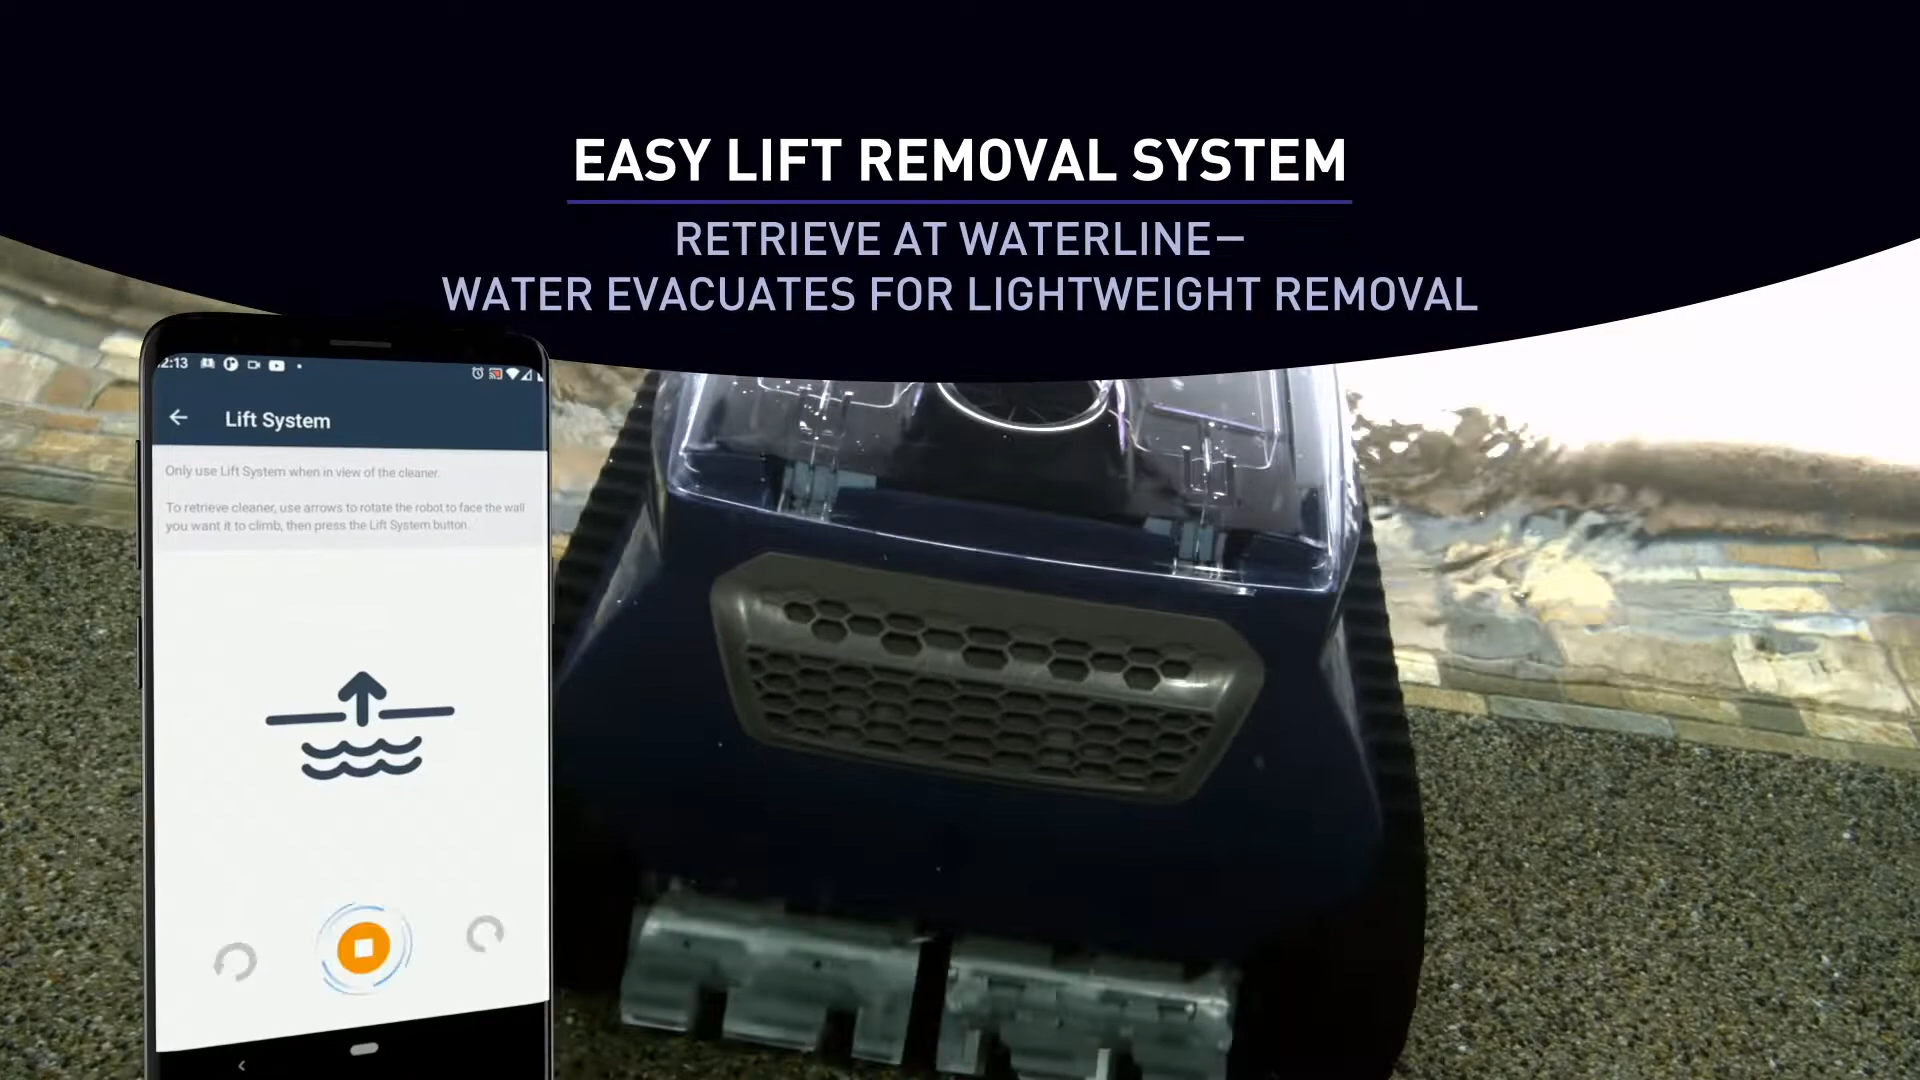 EASY LIFT REMOVAL SYSTEM
RETRIEVE AT WATERLINE—
WATER EVACUATES FOR LIGHTWEIGHT REMOVAL
2:13
Lift System
Only use Lift System when in view of the cleaner.
To retrieve cleaner, use arrows to rotate the robot to face the wall
you want it to climb, then press the Lift System button.